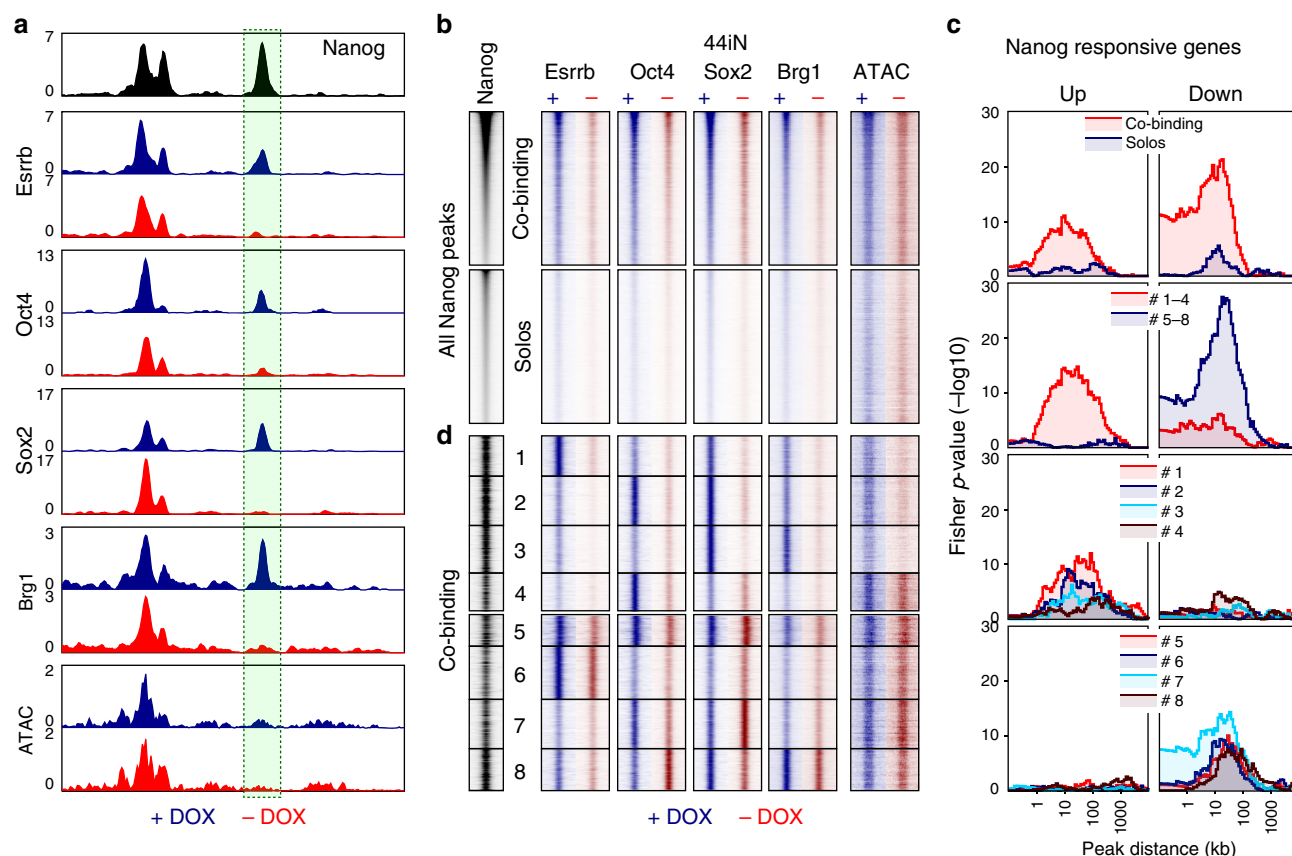 a
7
Nanog
0
7
Esrrb
0
7
0
13
Oct4
0
13
0
17
Sox2
0
17
0
3
Brg1
0
3
0
2
ATAC
0
2
0
+ DOX – DOX
b
44iN
Nanog Esrrb Oct4 Sox2 Brg1 ATAC
+ – + – + – + – + –
All Nanog peaks
Co-binding
Solos
d
Co-binding
1
2
3
4
5
6
7
8
+ DOX – DOX
c
Nanog responsive genes
Up Down
Fisher p-value (–log10)
30
20
10
0
Co-binding
Solos
30
20
10
0
# 1–4
# 5–8
30
20
10
0
# 1
# 2
# 3
# 4
30
20
10
0
# 5
# 6
# 7
# 8
1 10 100 1000 1 10 100 1000
Peak distance (kb)